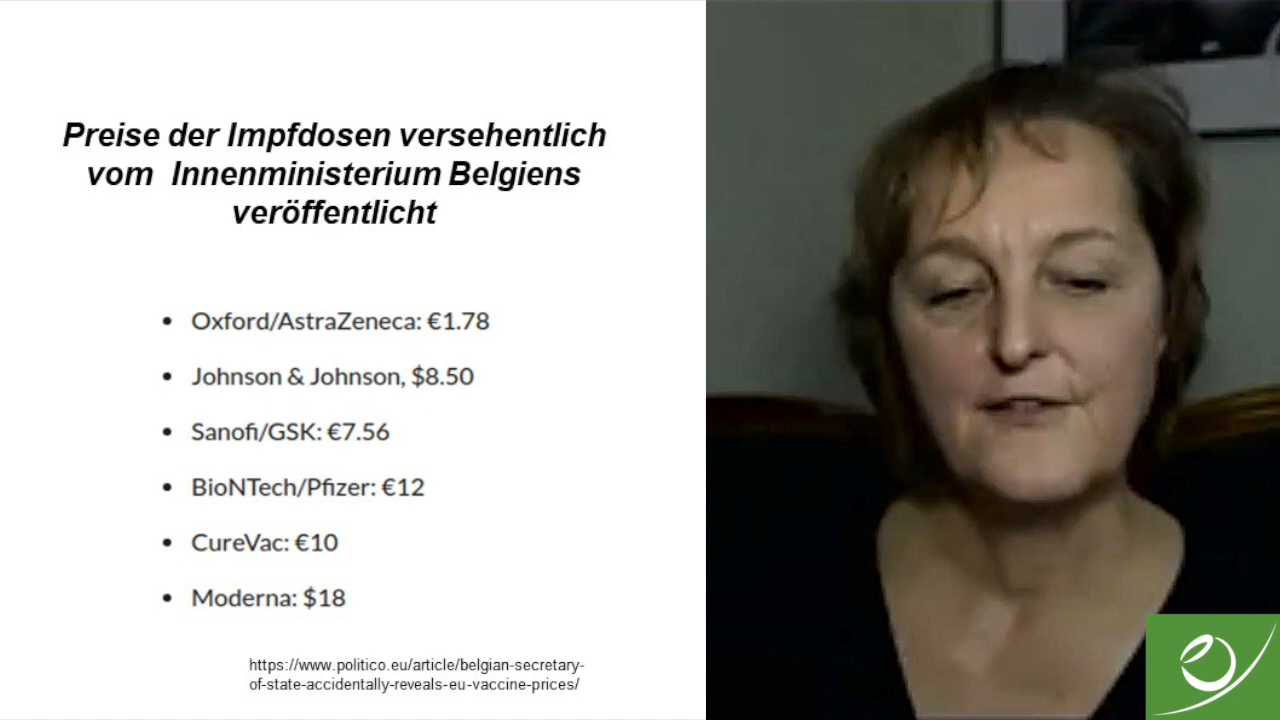 Preise der Impfdosen versehentlich
vom Innenministerium Belgiens
veröffentlicht
• Oxford/AstraZeneca: €1.78
• Johnson & Johnson, $8.50
• Sanofi/GSK: €7.56
• BioNTech/Pfizer: €12
• CureVac: €10
• Moderna: $18
https://www.politico.eu/article/belgian-secretary-
of-state-accidentally-reveals-eu-vaccine-prices/